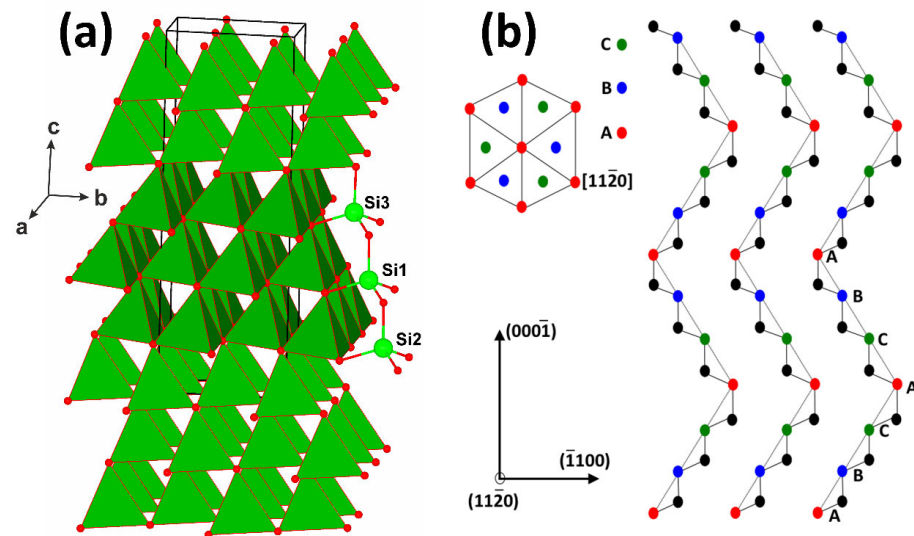 (a)
c
b
a
Si3
Si1
Si2
(b)
C
B
A
[112̄0]
(0001̄)
(1̄100)
(112̄0)
A
B
C
A
C
B
A